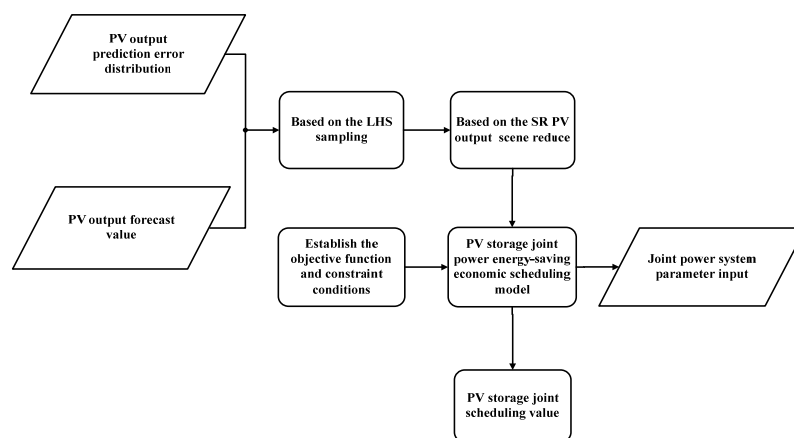 PV output
prediction error
distribution
Based on the LHS
sampling
Based on the SR PV
output scene reduce
PV output forecast
value
Establish the
objective function
and constraint
conditions
PV storage joint
power energy-saving
economic scheduling
model
Joint power system
parameter input
PV storage joint
scheduling value